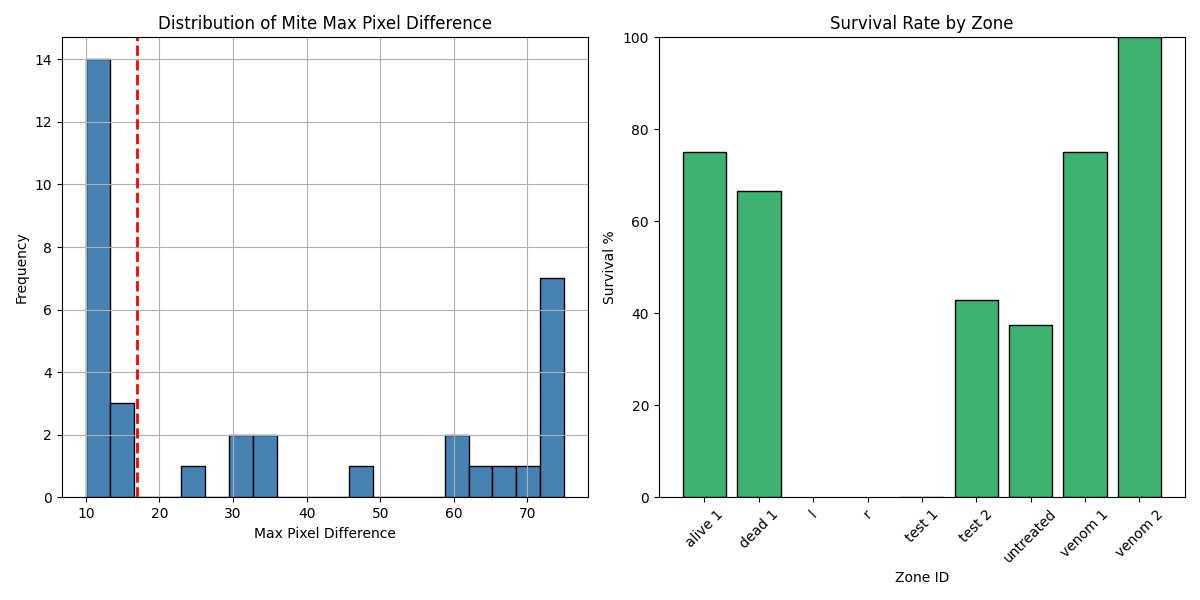 Distribution of Mite Max Pixel Difference
Frequency
14
12
10
8
6
4
2
0
10 20 30 40 50 60 70
Max Pixel Difference
Survival Rate by Zone
Survival %
100
80
60
40
20
0
alive 1 dead 1 l r test 1 test 2 untreated venom 1 venom 2
Zone ID